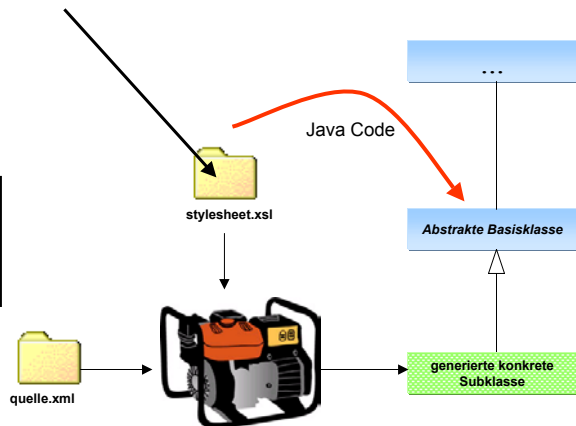 ...
Java Code
stylesheet.xsl
Abstrakte Basisklasse
generierte konkrete
Subklasse
quelle.xml